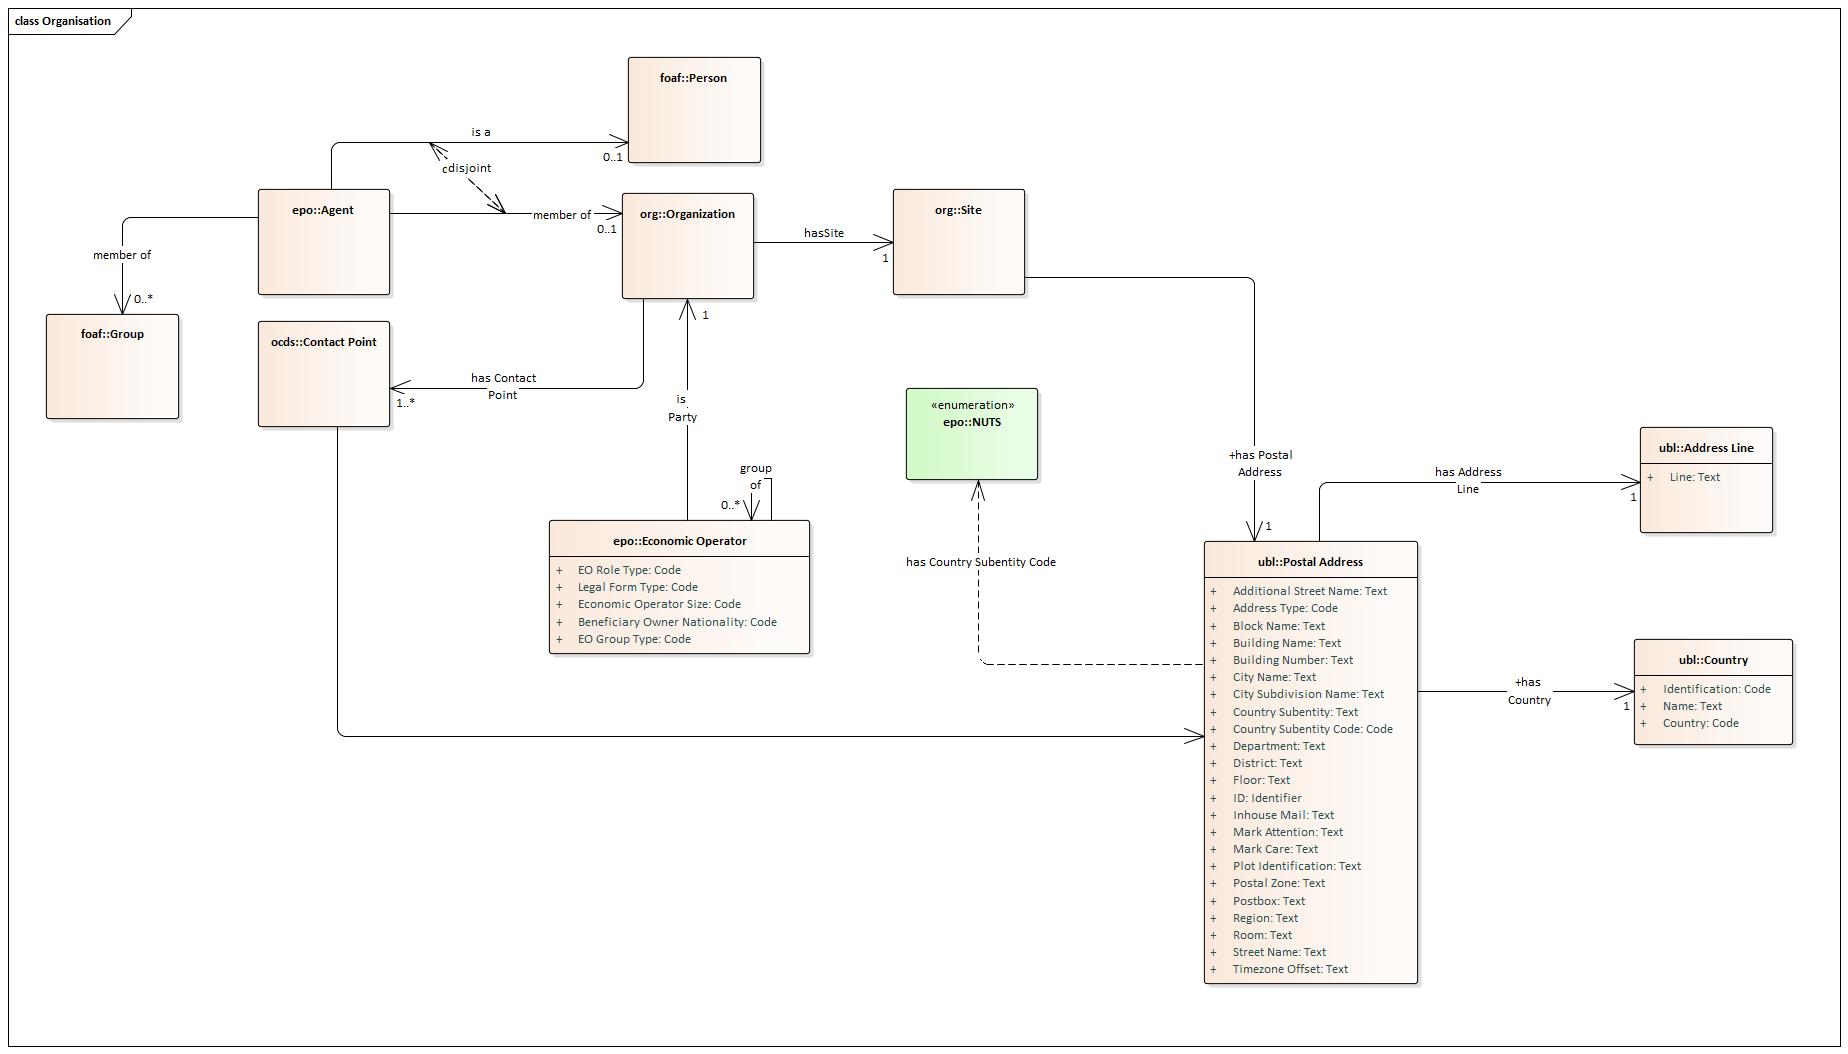 class Organisation
foaf::Person
is a
0..1
cdisjoint
epo::Agent
member of
0..1
org::Organization
hasSite
1
org::Site
member of
0..*
foaf::Group
ocds::Contact Point
has Contact
Point
1..*
1
is
Party
group
of
0..*
epo::Economic Operator
+ EO Role Type: Code
+ Legal Form Type: Code
+ Economic Operator Size: Code
+ Beneficiary Owner Nationality: Code
+ EO Group Type: Code
«enumeration»
epo::NUTS
has Country Subentity Code
+has Postal
Address
1
has Address
Line
1
ubl::Address Line
+ Line: Text
ubl::Postal Address
+ Additional Street Name: Text
+ Address Type: Code
+ Block Name: Text
+ Building Name: Text
+ Building Number: Text
+ City Name: Text
+ City Subdivision Name: Text
+ Country Subentity: Text
+ Country Subentity Code: Code
+ Department: Text
+ District: Text
+ Floor: Text
+ ID: Identifier
+ Inhouse Mail: Text
+ Mark Attention: Text
+ Mark Care: Text
+ Plot Identification: Text
+ Postal Zone: Text
+ Postbox: Text
+ Region: Text
+ Room: Text
+ Street Name: Text
+ Timezone Offset: Text
+has
Country
1
ubl::Country
+ Identification: Code
+ Name: Text
+ Country: Code